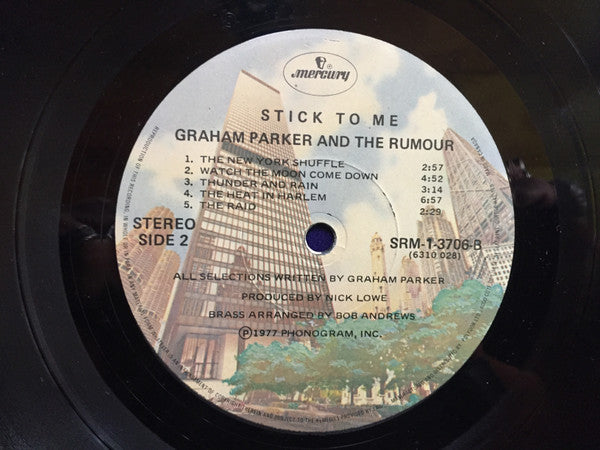 mercury
STICK TO ME
GRAHAM PARKER AND THE RUMOUR
1. THE NEW YORK SHUFFLE 2:57
2. WATCH THE MOON COME DOWN 4:52
3. THUNDER AND RAIN 3:14
4. THE HEAT IN HARLEM 6:57
5. THE RAID 2:29
STEREO
SIDE 2
SRM-1-3706-B
(6310 028)
ALL SELECTIONS WRITTEN BY GRAHAM PARKER
PRODUCED BY NICK LOWE
BRASS ARRANGED BY BOB ANDREWS
Ⓟ1977 PHONOGRAM, INC.